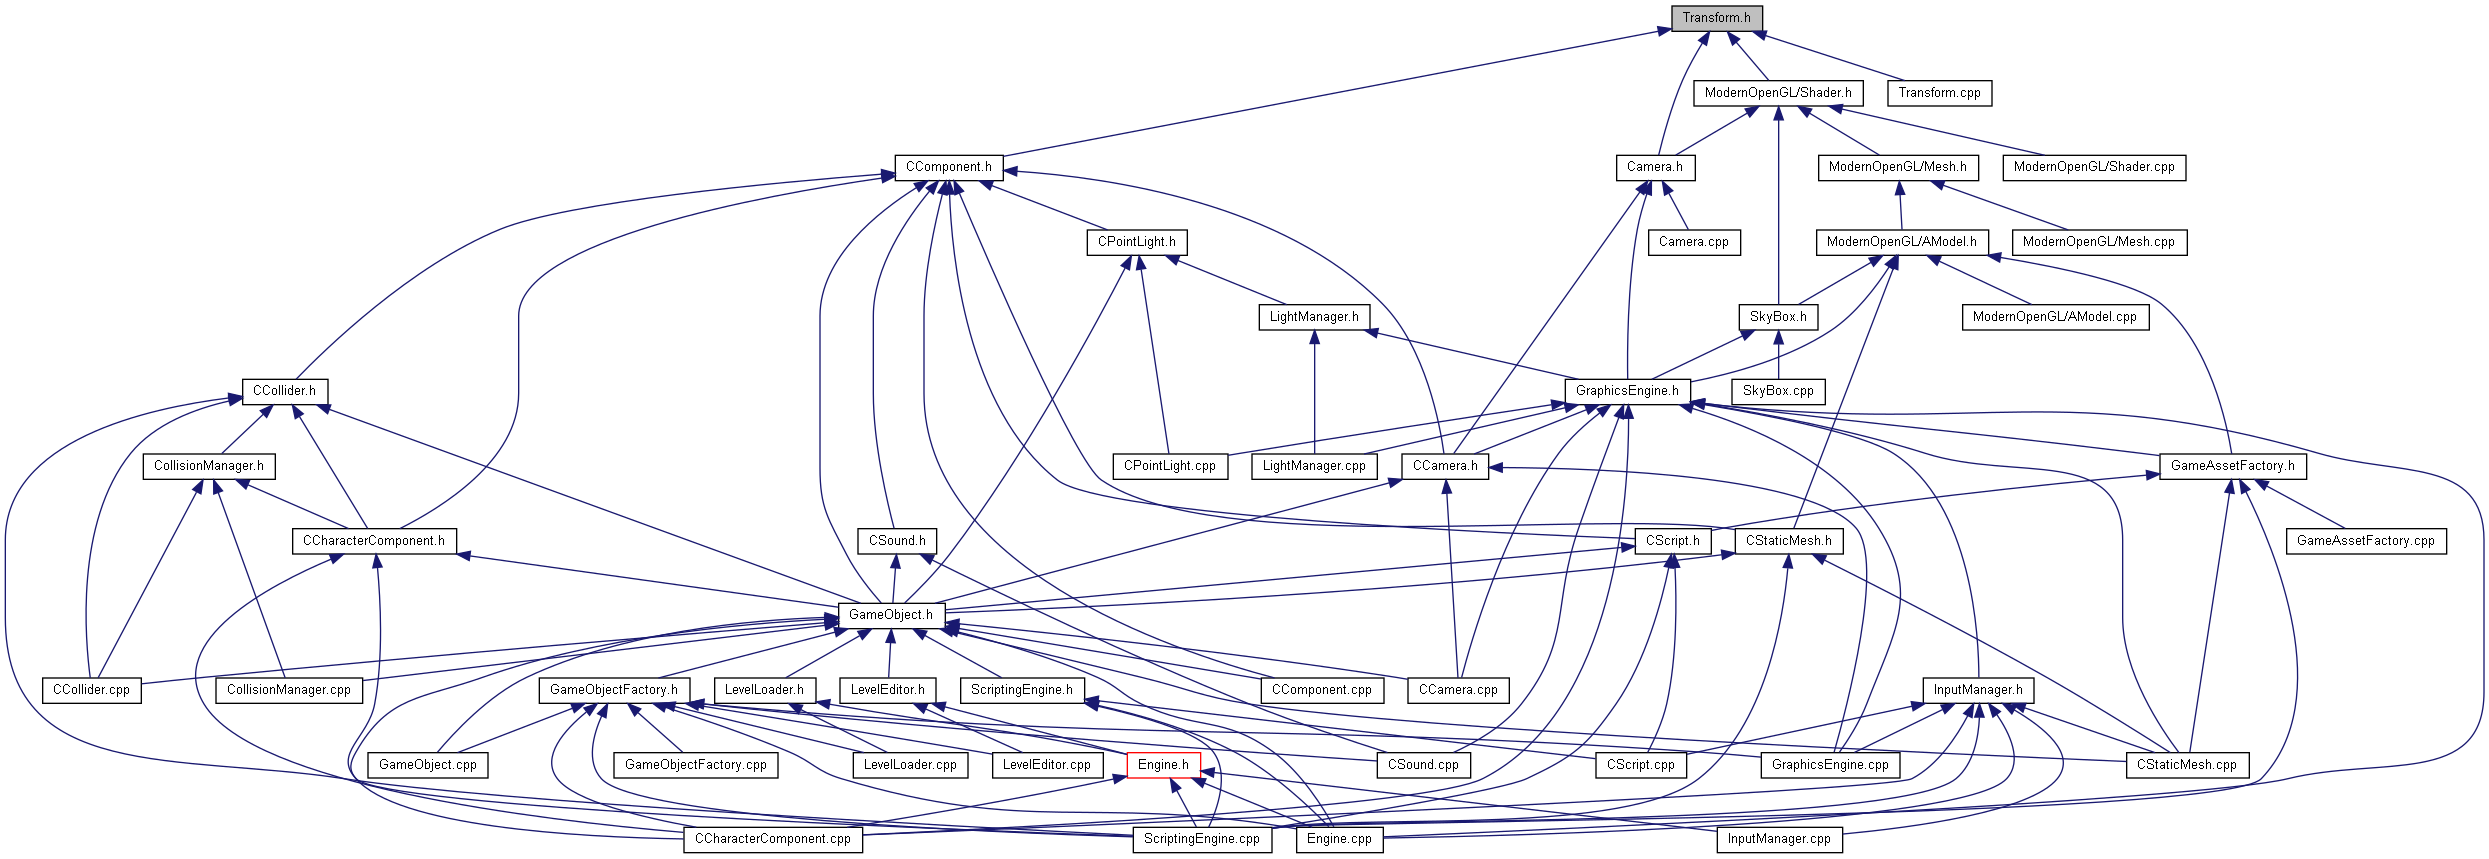 Transform.h
ModernOpenGL/Shader.h
Transform.cpp
CComponent.h
Camera.h
ModernOpenGL/Mesh.h
ModernOpenGL/Shader.cpp
CPointLight.h
Camera.cpp
ModernOpenGL/AModel.h
ModernOpenGL/Mesh.cpp
LightManager.h
SkyBox.h
ModernOpenGL/AModel.cpp
CCollider.h
GraphicsEngine.h
SkyBox.cpp
CollisionManager.h
CPointLight.cpp
LightManager.cpp
CCamera.h
GameAssetFactory.h
CCharacterComponent.h
CSound.h
CScript.h
CStaticMesh.h
GameAssetFactory.cpp
GameObject.h
CCollider.cpp
CollisionManager.cpp
GameObjectFactory.h
LevelLoader.h
LevelEditor.h
ScriptingEngine.h
CComponent.cpp
CCamera.cpp
InputManager.h
GameObject.cpp
GameObjectFactory.cpp
LevelLoader.cpp
LevelEditor.cpp
Engine.h
CSound.cpp
CScript.cpp
GraphicsEngine.cpp
CStaticMesh.cpp
CCharacterComponent.cpp
ScriptingEngine.cpp
Engine.cpp
InputManager.cpp